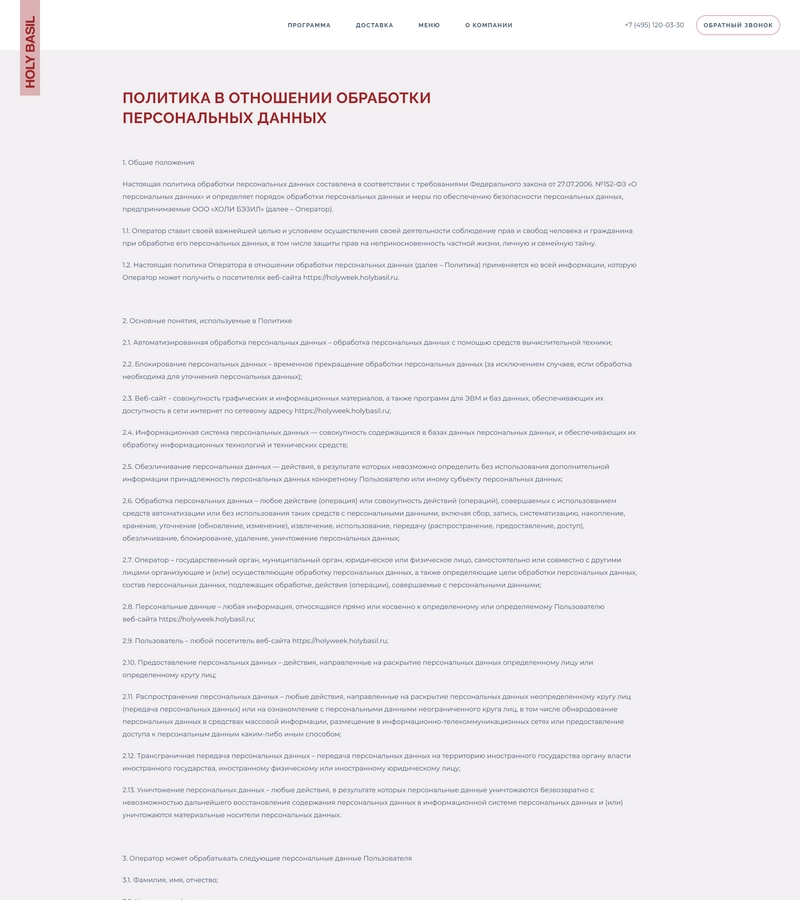 HOLY BASIL
ПРОГРАММА
ДОСТАВКА
МЕНЮ
О КОМПАНИИ
+7 (495) 120-03-30
ОБРАТНЫЙ ЗВОНОК
ПОЛИТИКА В ОТНОШЕНИИ ОБРАБОТКИ
ПЕРСОНАЛЬНЫХ ДАННЫХ
1. Общие положения
Настоящая политика обработки персональных данных составлена в соответствии с требованиями Федерального закона от 27.07.2006. №152-ФЗ «О
персональных данных» и определяет порядок обработки персональных данных и меры по обеспечению безопасности персональных данных,
предпринимаемые ООО «ХОЛИ БЭЗИЛ» (далее – Оператор).
1.1. Оператор ставит своей важнейшей целью и условием осуществления своей деятельности соблюдение прав и свобод человека и гражданина
при обработке его персональных данных, в том числе защиты прав на неприкосновенность частной жизни, личную и семейную тайну.
1.2. Настоящая политика Оператора в отношении обработки персональных данных (далее – Политика) применяется ко всей информации, которую
Оператор может получить о посетителях веб-сайта https://holyweek.holybasil.ru.
2. Основные понятия, используемые в Политике
2.1. Автоматизированная обработка персональных данных – обработка персональных данных с помощью средств вычислительной техники;
2.2. Блокирование персональных данных – временное прекращение обработки персональных данных (за исключением случаев, если обработка
необходима для уточнения персональных данных);
2.3. Веб-сайт – совокупность графических и информационных материалов, а также программ для ЭВМ и баз данных, обеспечивающих их
доступность в сети интернет по сетевому адресу https://holyweek.holybasil.ru;
2.4. Информационная система персональных данных — совокупность содержащихся в базах данных персональных данных, и обеспечивающих их
обработку информационных технологий и технических средств;
2.5. Обезличивание персональных данных — действия, в результате которых невозможно определить без использования дополнительной
информации принадлежность персональных данных конкретному Пользователю или иному субъекту персональных данных;
2.6. Обработка персональных данных – любое действие (операция) или совокупность действий (операций), совершаемых с использованием
средств автоматизации или без использования таких средств с персональными данными, включая сбор, запись, систематизацию, накопление,
хранение, уточнение (обновление, изменение), извлечение, использование, передачу (распространение, предоставление, доступ),
обезличивание, блокирование, удаление, уничтожение персональных данных;
2.7. Оператор – государственный орган, муниципальный орган, юридическое или физическое лицо, самостоятельно или совместно с другими
лицами организующие и (или) осуществляющие обработку персональных данных, а также определяющие цели обработки персональных данных,
состав персональных данных, подлежащих обработке, действия (операции), совершаемые с персональными данными;
2.8. Персональные данные – любая информация, относящаяся прямо или косвенно к определенному или определяемому Пользователю
веб-сайта https://holyweek.holybasil.ru;
2.9. Пользователь – любой посетитель веб-сайта https://holyweek.holybasil.ru;
2.10. Предоставление персональных данных – действия, направленные на раскрытие персональных данных определенному лицу или
определенному кругу лиц;
2.11. Распространение персональных данных – любые действия, направленные на раскрытие персональных данных неопределенному кругу лиц
(передача персональных данных) или на ознакомление с персональными данными неограниченного круга лиц, в том числе обнародование
персональных данных в средствах массовой информации, размещение в информационно-телекоммуникационных сетях или предоставление
доступа к персональным данным каким-либо иным способом;
2.12. Трансграничная передача персональных данных – передача персональных данных на территорию иностранного государства органу власти
иностранного государства, иностранному физическому или иностранному юридическому лицу;
2.13. Уничтожение персональных данных – любые действия, в результате которых персональные данные уничтожаются безвозвратно с
невозможностью дальнейшего восстановления содержания персональных данных в информационной системе персональных данных и (или)
уничтожаются материальные носители персональных данных.
3. Оператор может обрабатывать следующие персональные данные Пользователя
3.1. Фамилия, имя, отчество;